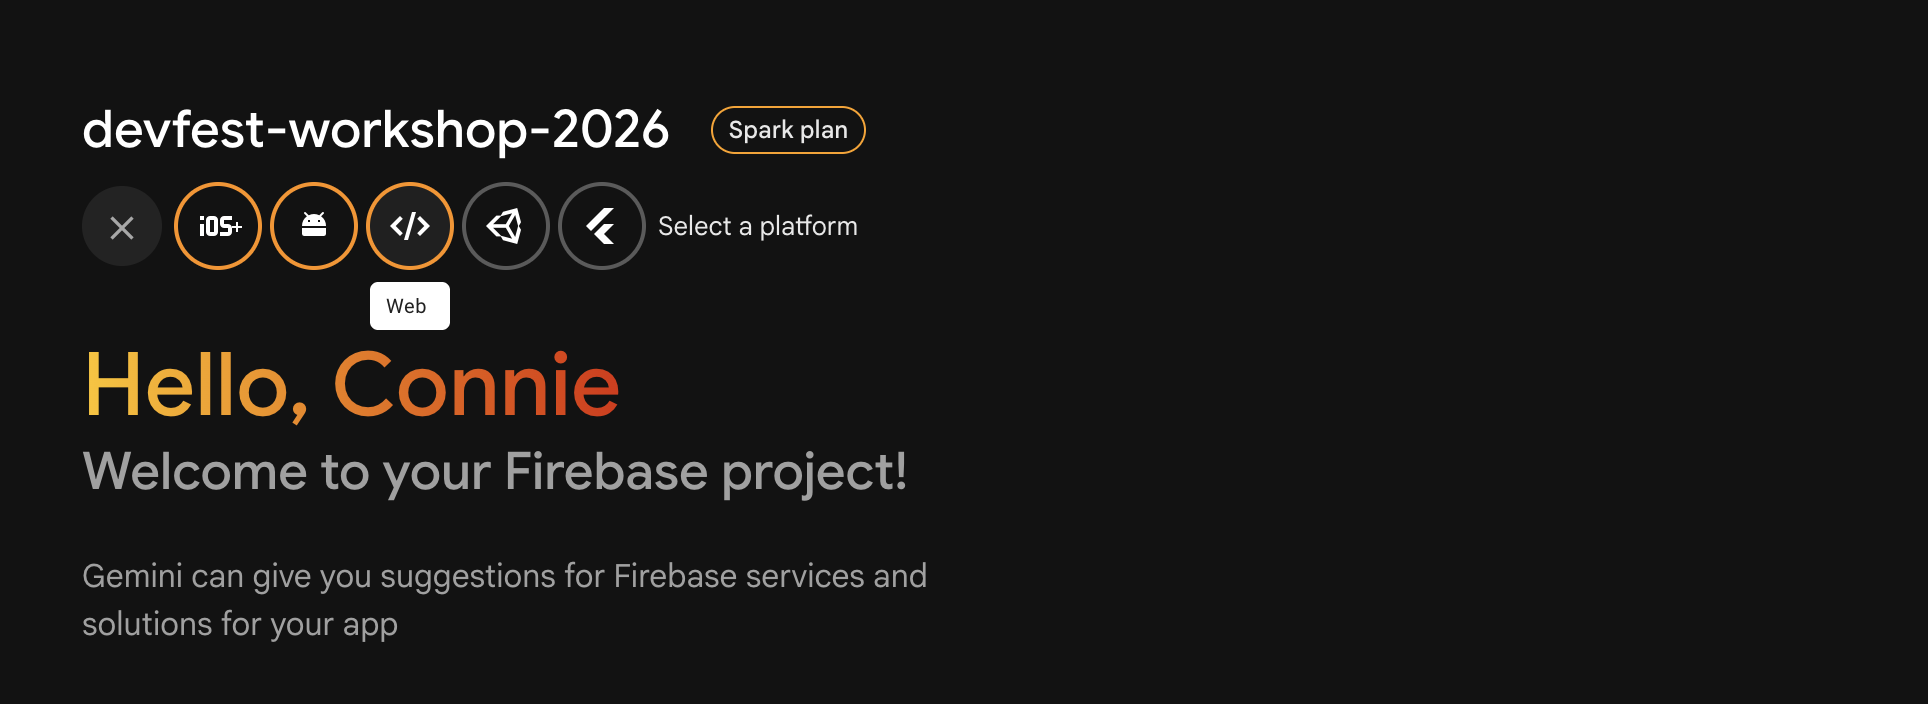 devfest-workshop-2026 Spark plan
iOS+ </> Select a platform
Web
Hello, Connie
Welcome to your Firebase project!
Gemini can give you suggestions for Firebase services and
solutions for your app